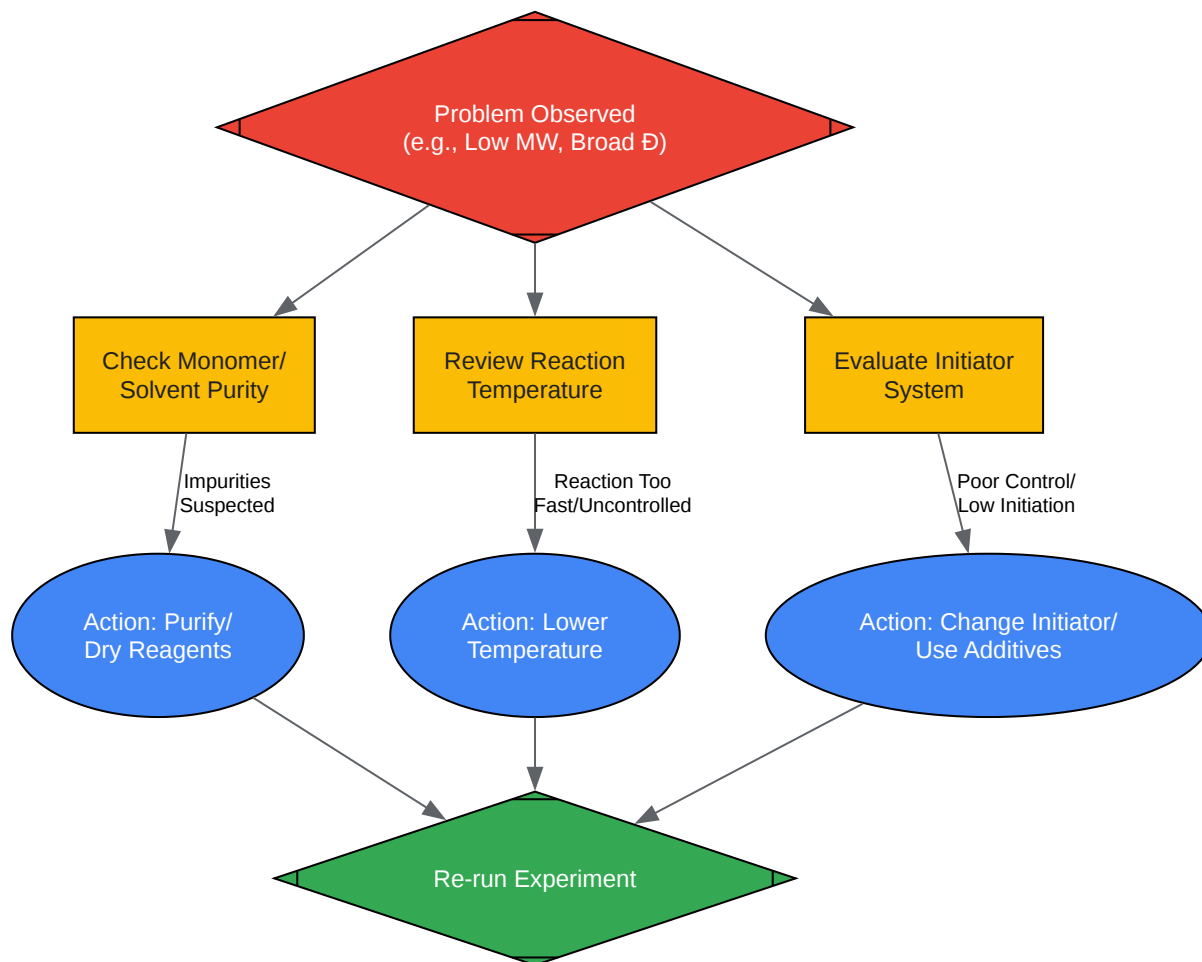 Problem Observed
(e.g., Low MW, Broad Đ)
Check Monomer/
Solvent Purity
Review Reaction
Temperature
Evaluate Initiator
System
Impurities
Suspected
Reaction Too
Fast/Uncontrolled
Poor Control/
Low Initiation
Action: Purify/
Dry Reagents
Action: Lower
Temperature
Action: Change Initiator/
Use Additives
Re-run Experiment